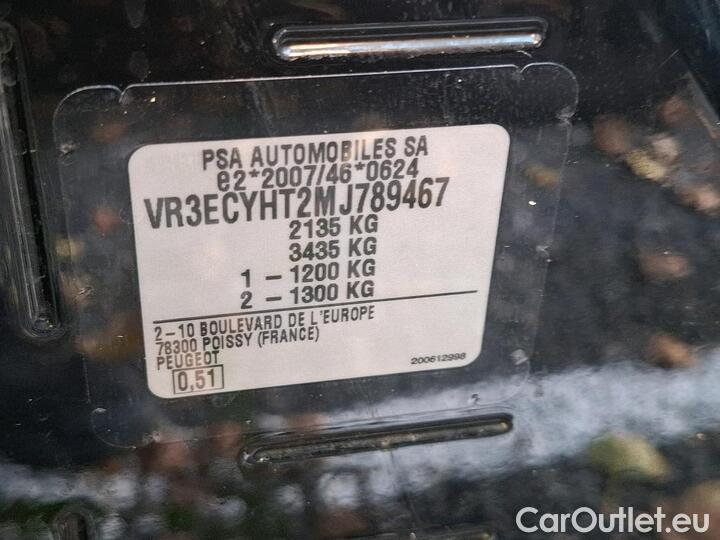 PSA AUTOMOBILES SA
e2*2007/46*0624
VR3ECYHT2MJ789467
2135 KG
3435 KG
1 – 1200 KG
2 – 1300 KG
2–10 BOULEVARD DE L'EUROPE
78300 POISSY (FRANCE)
PEUGEOT
0,51
200612998
CarOutlet.eu